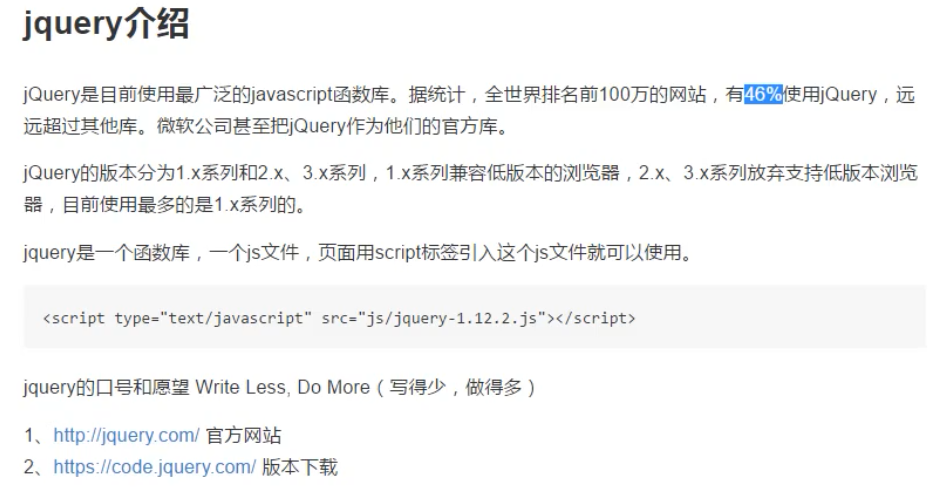 jquery介绍
jQuery是目前使用最广泛的javascript函数库。据统计，全世界排名前100万的网站，有46%使用jQuery，远
远超过其他库。微软公司甚至把jQuery作为他们的官方库。
jQuery的版本分为1.x系列和2.x、3.x系列，1.x系列兼容低版本的浏览器，2.x、3.x系列放弃支持低版本浏览
器，目前使用最多的是1.x系列的。
jquery是一个函数库，一个js文件，页面用script标签引入这个js文件就可以使用。
<script type="text/javascript" src="js/jquery-1.12.2.js"></script>
jquery的口号和愿望 Write Less, Do More（写得少，做得多）
1、http://jquery.com/ 官方网站
2、https://code.jquery.com/ 版本下载